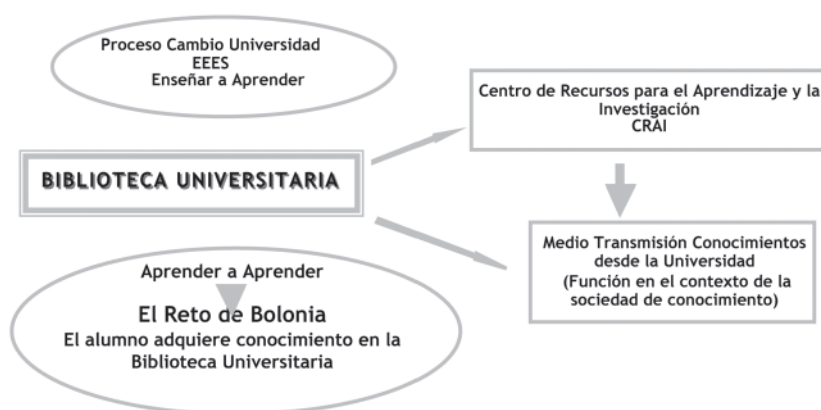 Proceso Cambio Universidad
EEES
Enseñar a Aprender
Centro de Recursos para el Aprendizaje y la
Investigación
CRAI
BIBLIOTECA UNIVERSITARIA
Medio Transmisión Conocimientos
desde la Universidad
(Función en el contexto de la
sociedad de conocimiento)
Aprender a Aprender
El Reto de Bolonia
El alumno adquiere conocimiento en la
Biblioteca Universitaria